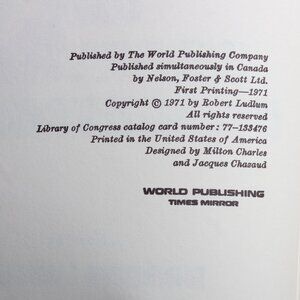 Published by The World Publishing Company
Published simultaneously in Canada
by Nelson, Foster & Scott Ltd.
First Printing—1971
Copyright © 1971 by Robert Ludlum
All rights reserved
Library of Congress catalog card number: 77-133476
Printed in the United States of America
Designed by Milton Charles
and Jacques Chazaud
WORLD PUBLISHING
TIMES MIRROR